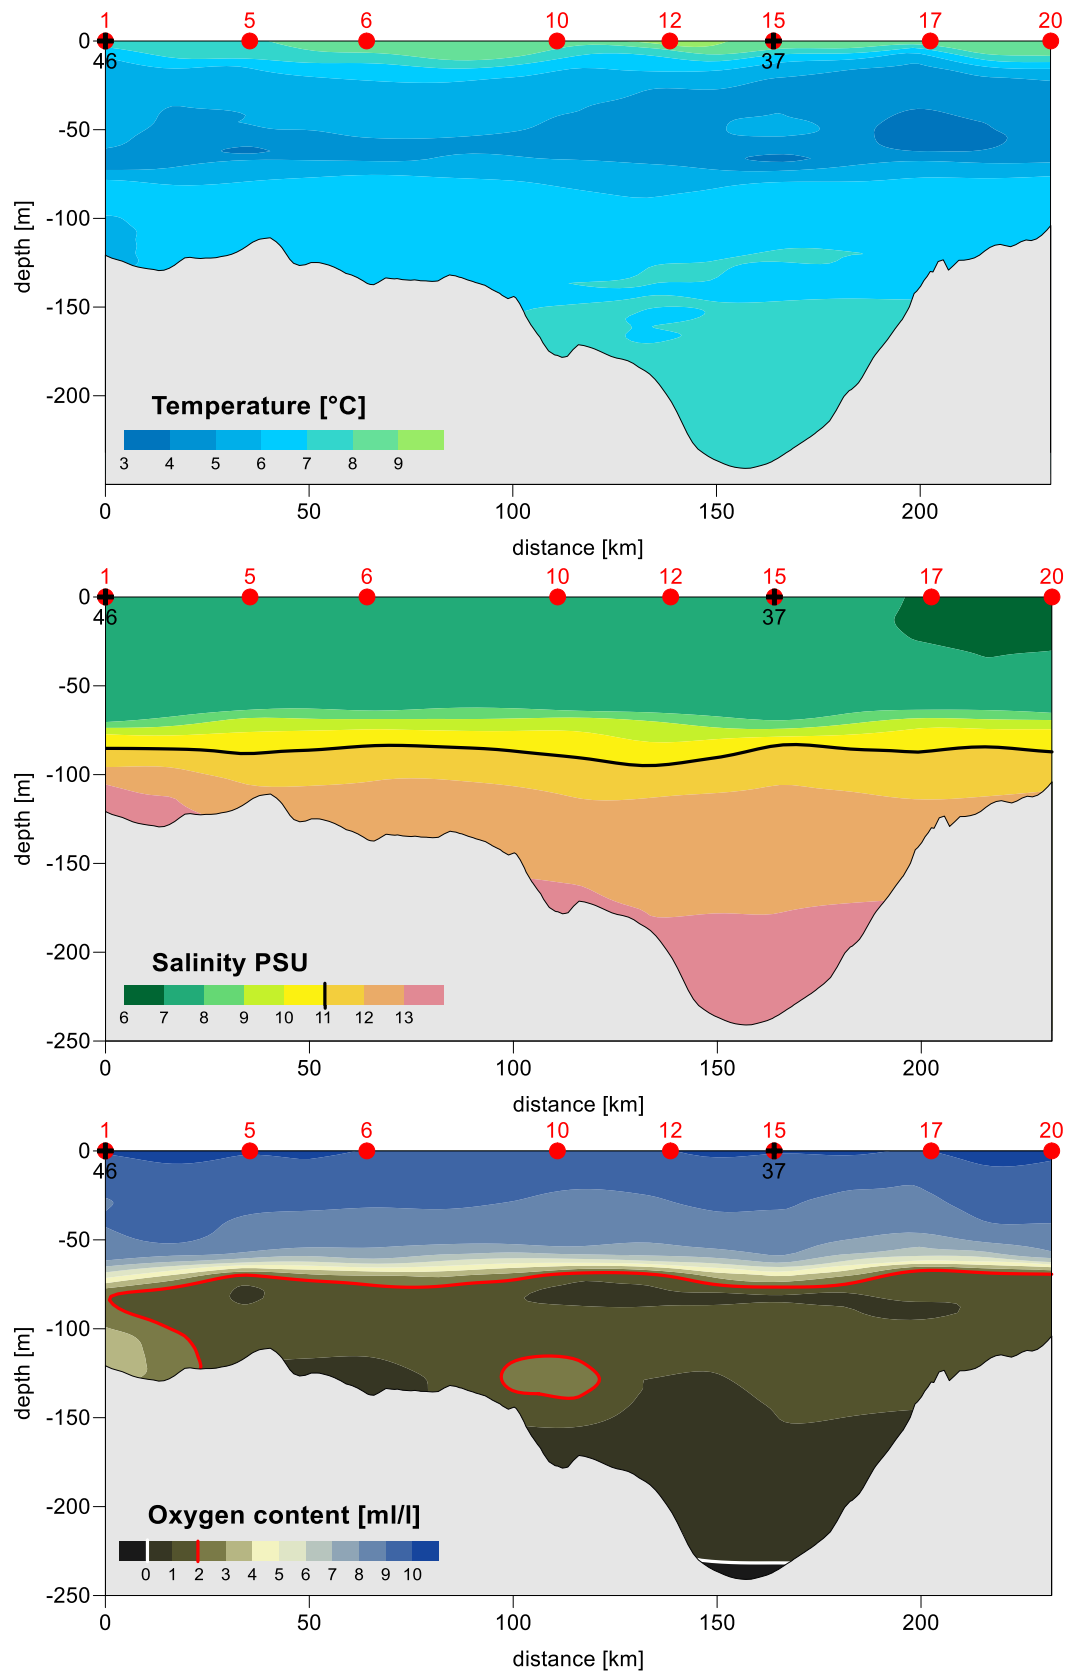 1 5 6 10 12 15 17 20
0
46 37
-50
-100
depth [m]
-150
-200
Temperature [°C]
3 4 5 6 7 8 9
0 50 100 150 200
distance [km]
1 5 6 10 12 15 17 20
0
46 37
-50
-100
depth [m]
-150
-200
Salinity PSU
6 7 8 9 10 11 12 13
-250
0 50 100 150 200
distance [km]
1 5 6 10 12 15 17 20
0
46 37
-50
-100
depth [m]
-150
-200
Oxygen content [ml/l]
0 1 2 3 4 5 6 7 8 9 10
-250
0 50 100 150 200
distance [km]